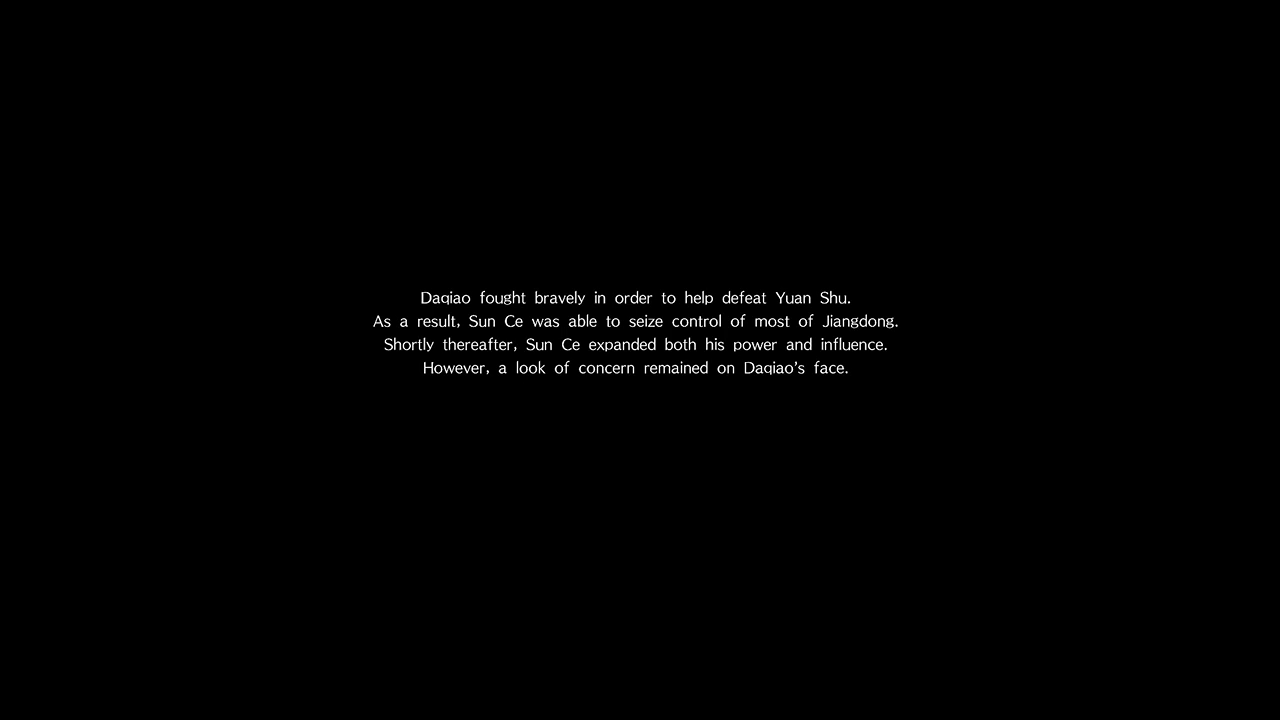 Daqiao fought bravely in order to help defeat Yuan Shu.
As a result, Sun Ce was able to seize control of most of Jiangdong.
Shortly thereafter, Sun Ce expanded both his power and influence.
However, a look of concern remained on Daqiao's face.